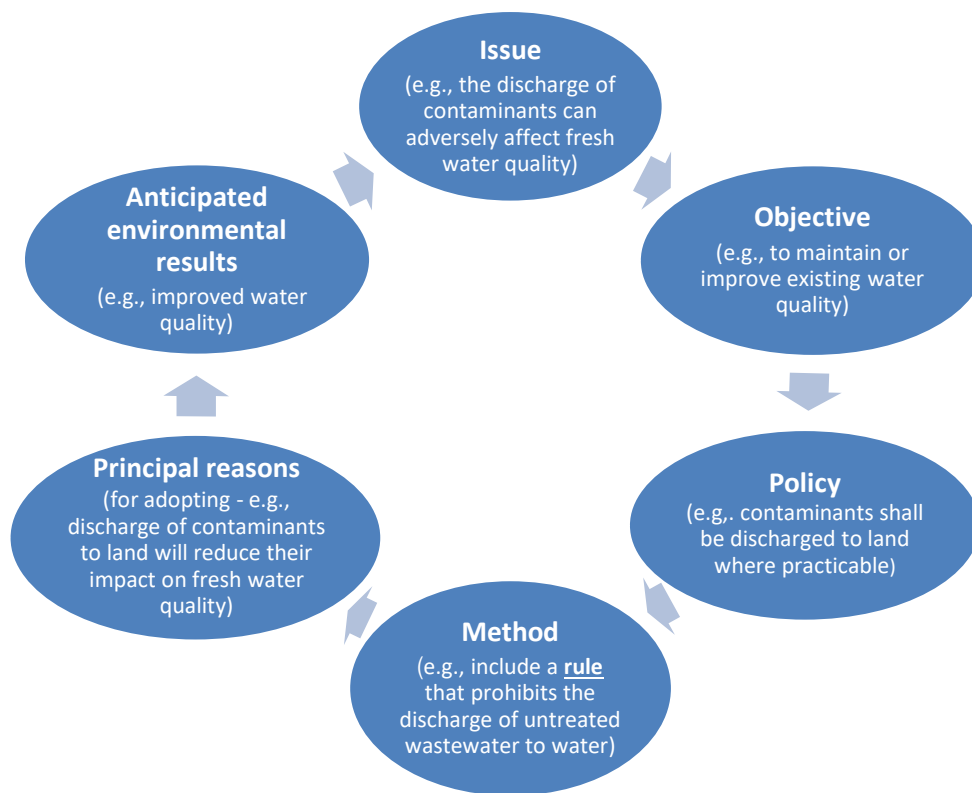 Issue
(e.g., the discharge of
contaminants can
adversely affect fresh
water quality)
Objective
(e.g., to maintain or
improve existing water
quality)
Policy
(e.g,. contaminants shall
be discharged to land
where practicable)
Method
(e.g., include a rule
that prohibits the
discharge of untreated
wastewater to water)
Principal reasons
(for adopting - e.g.,
discharge of contaminants
to land will reduce their
impact on fresh water
quality)
Anticipated
environmental
results
(e.g., improved water
quality)